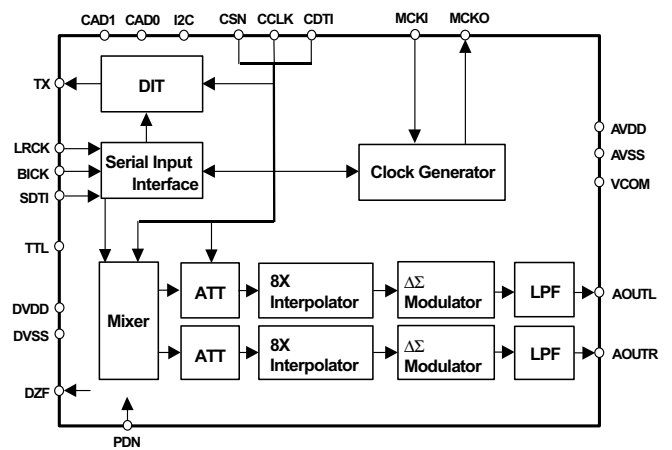 CAD1 CAD0 I2C CSN CCLK CDTI MCKI MCKO
TX
DIT
LRCK
BICK
SDTI
Serial Input
Interface
Clock Generator
AVDD
AVSS
VCOM
TTL
DVDD
DVSS
DZF
PDN
Mixer
ATT
8X
Interpolator
ΔΣ
Modulator
LPF
AOUTL
ATT
8X
Interpolator
ΔΣ
Modulator
LPF
AOUTR